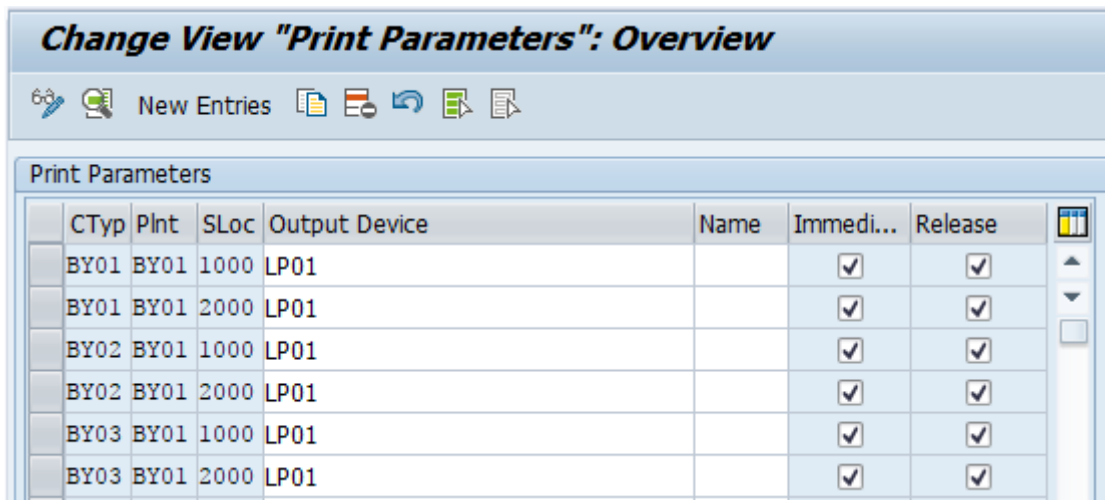 Change View "Print Parameters": Overview
New Entries
Print Parameters
CTyp Plnt SLoc Output Device Name Immedi... Release
BY01 BY01 1000 LP01
BY01 BY01 2000 LP01
BY02 BY01 1000 LP01
BY02 BY01 2000 LP01
BY03 BY01 1000 LP01
BY03 BY01 2000 LP01